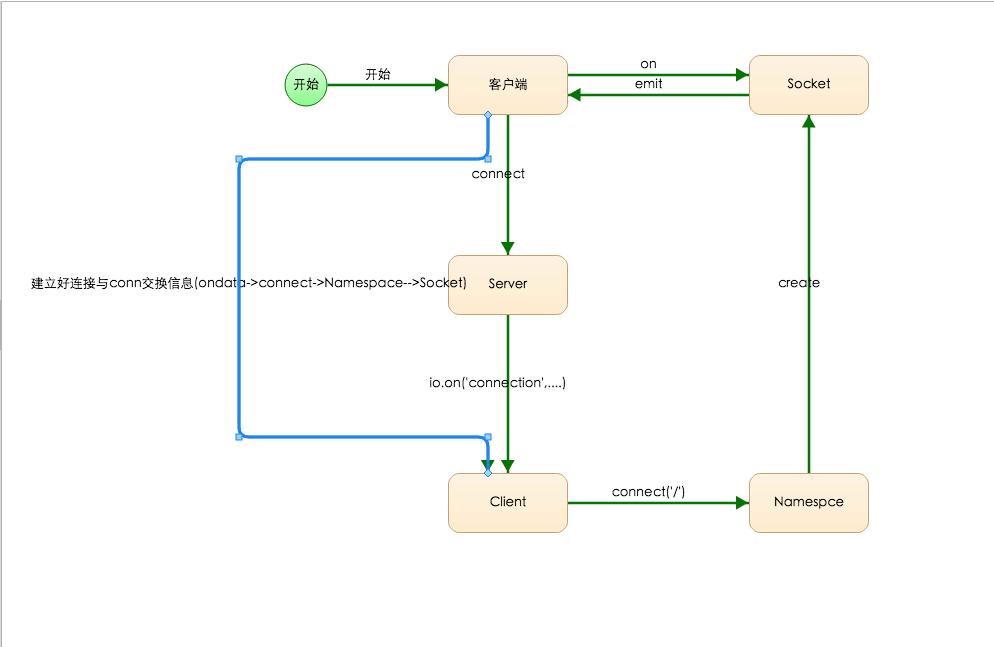 on
开始
开始
客户端
emit
Socket
connect
建立好连接与conn交换信息(ondata->connect->Namespace-->Socket)
Server
create
io.on('connection',....)
connect('/')
Client
Namespce